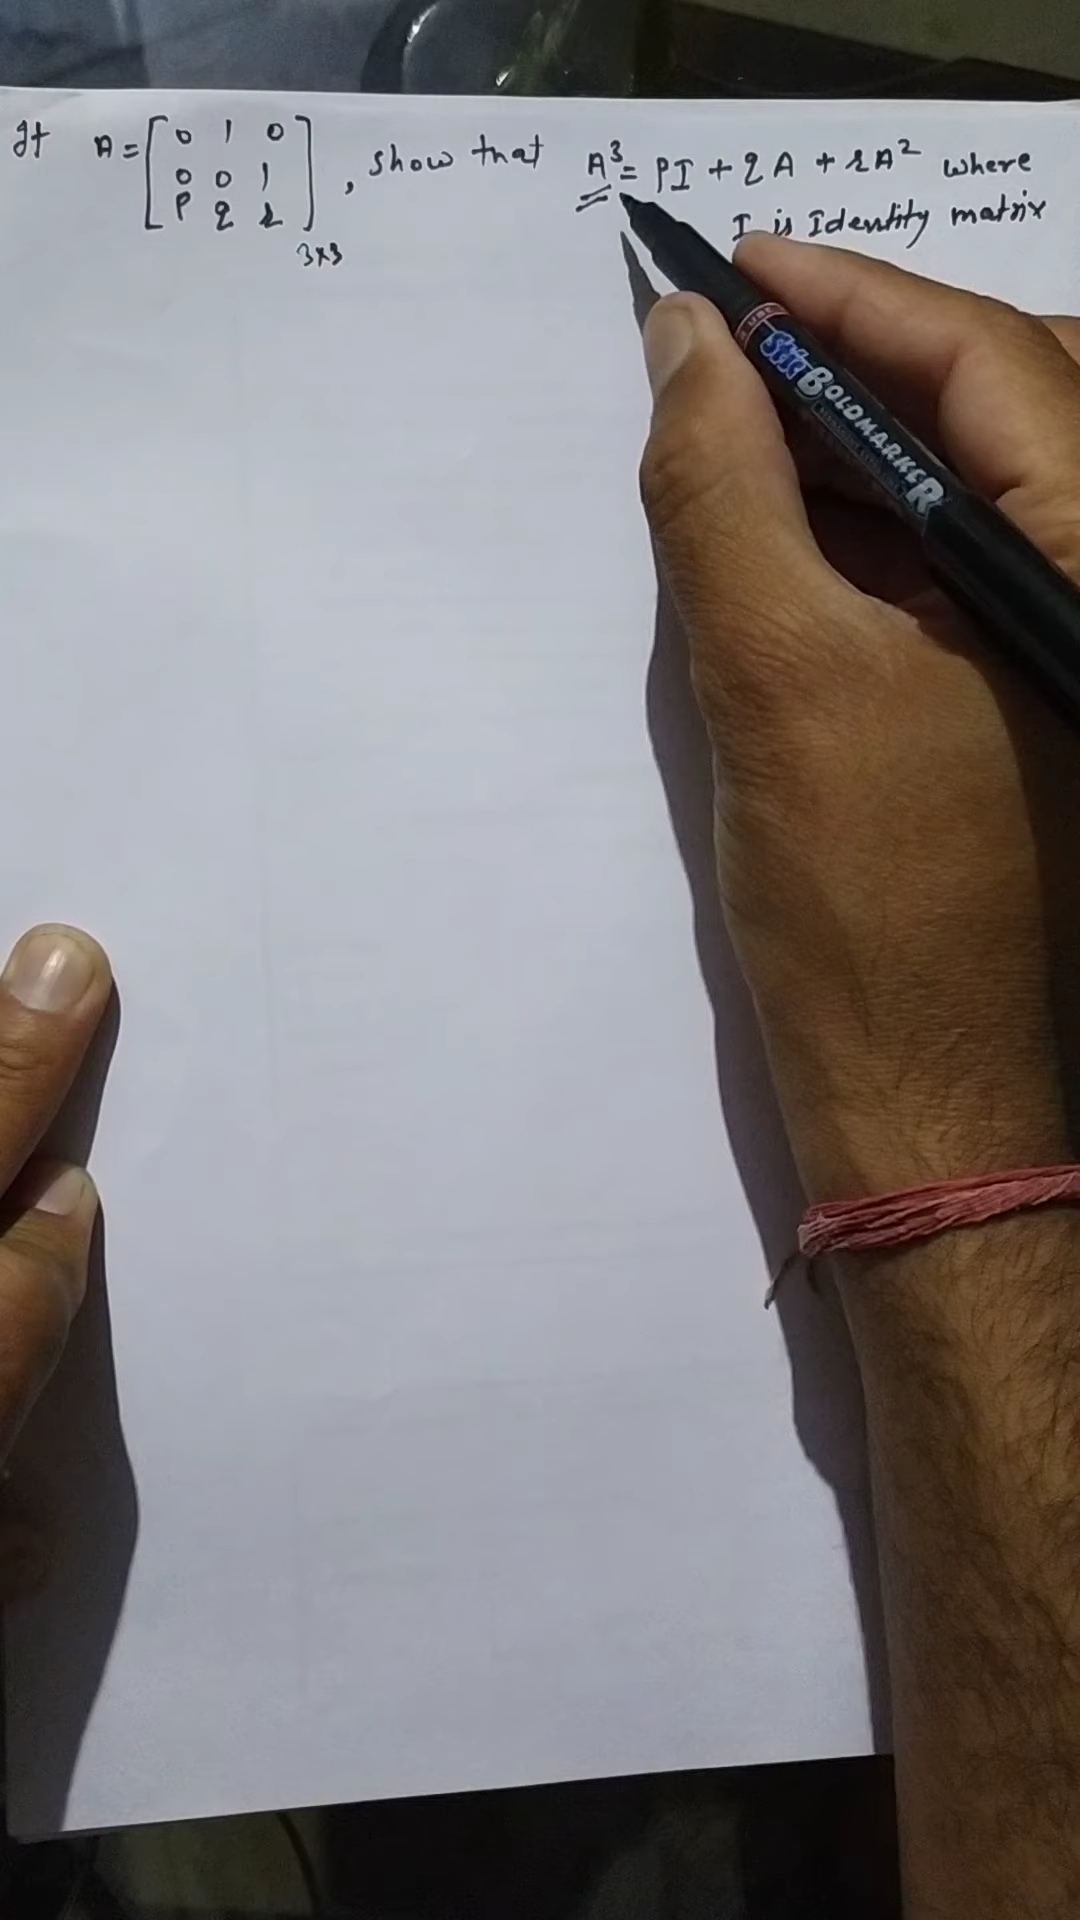 If A = [ 0 1 0 ] , show that A³ = PI + qA + rA² where
0 0 1
P q r
3×3
I is Identity matrix
BOLDMARKER